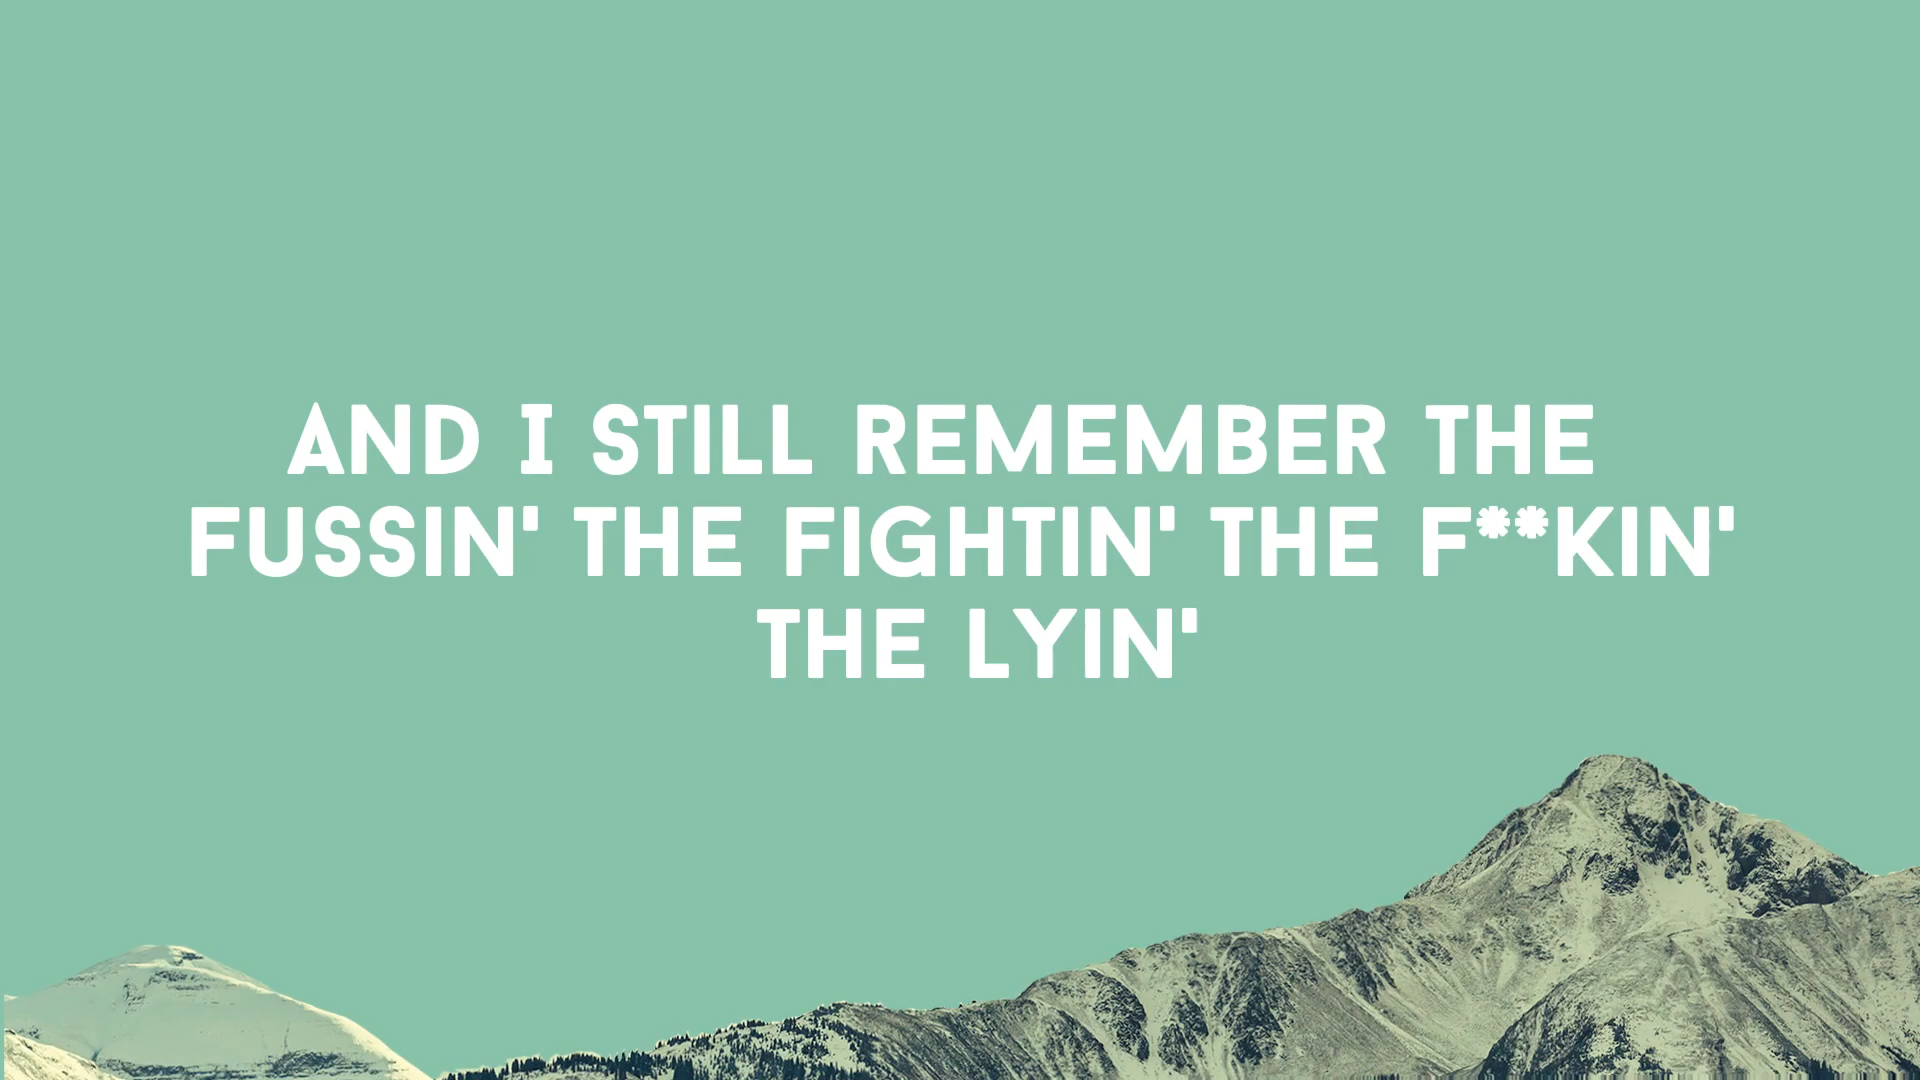 AND I STILL REMEMBER THE
FUSSIN' THE FIGHTIN' THE F**KIN'
THE LYIN'